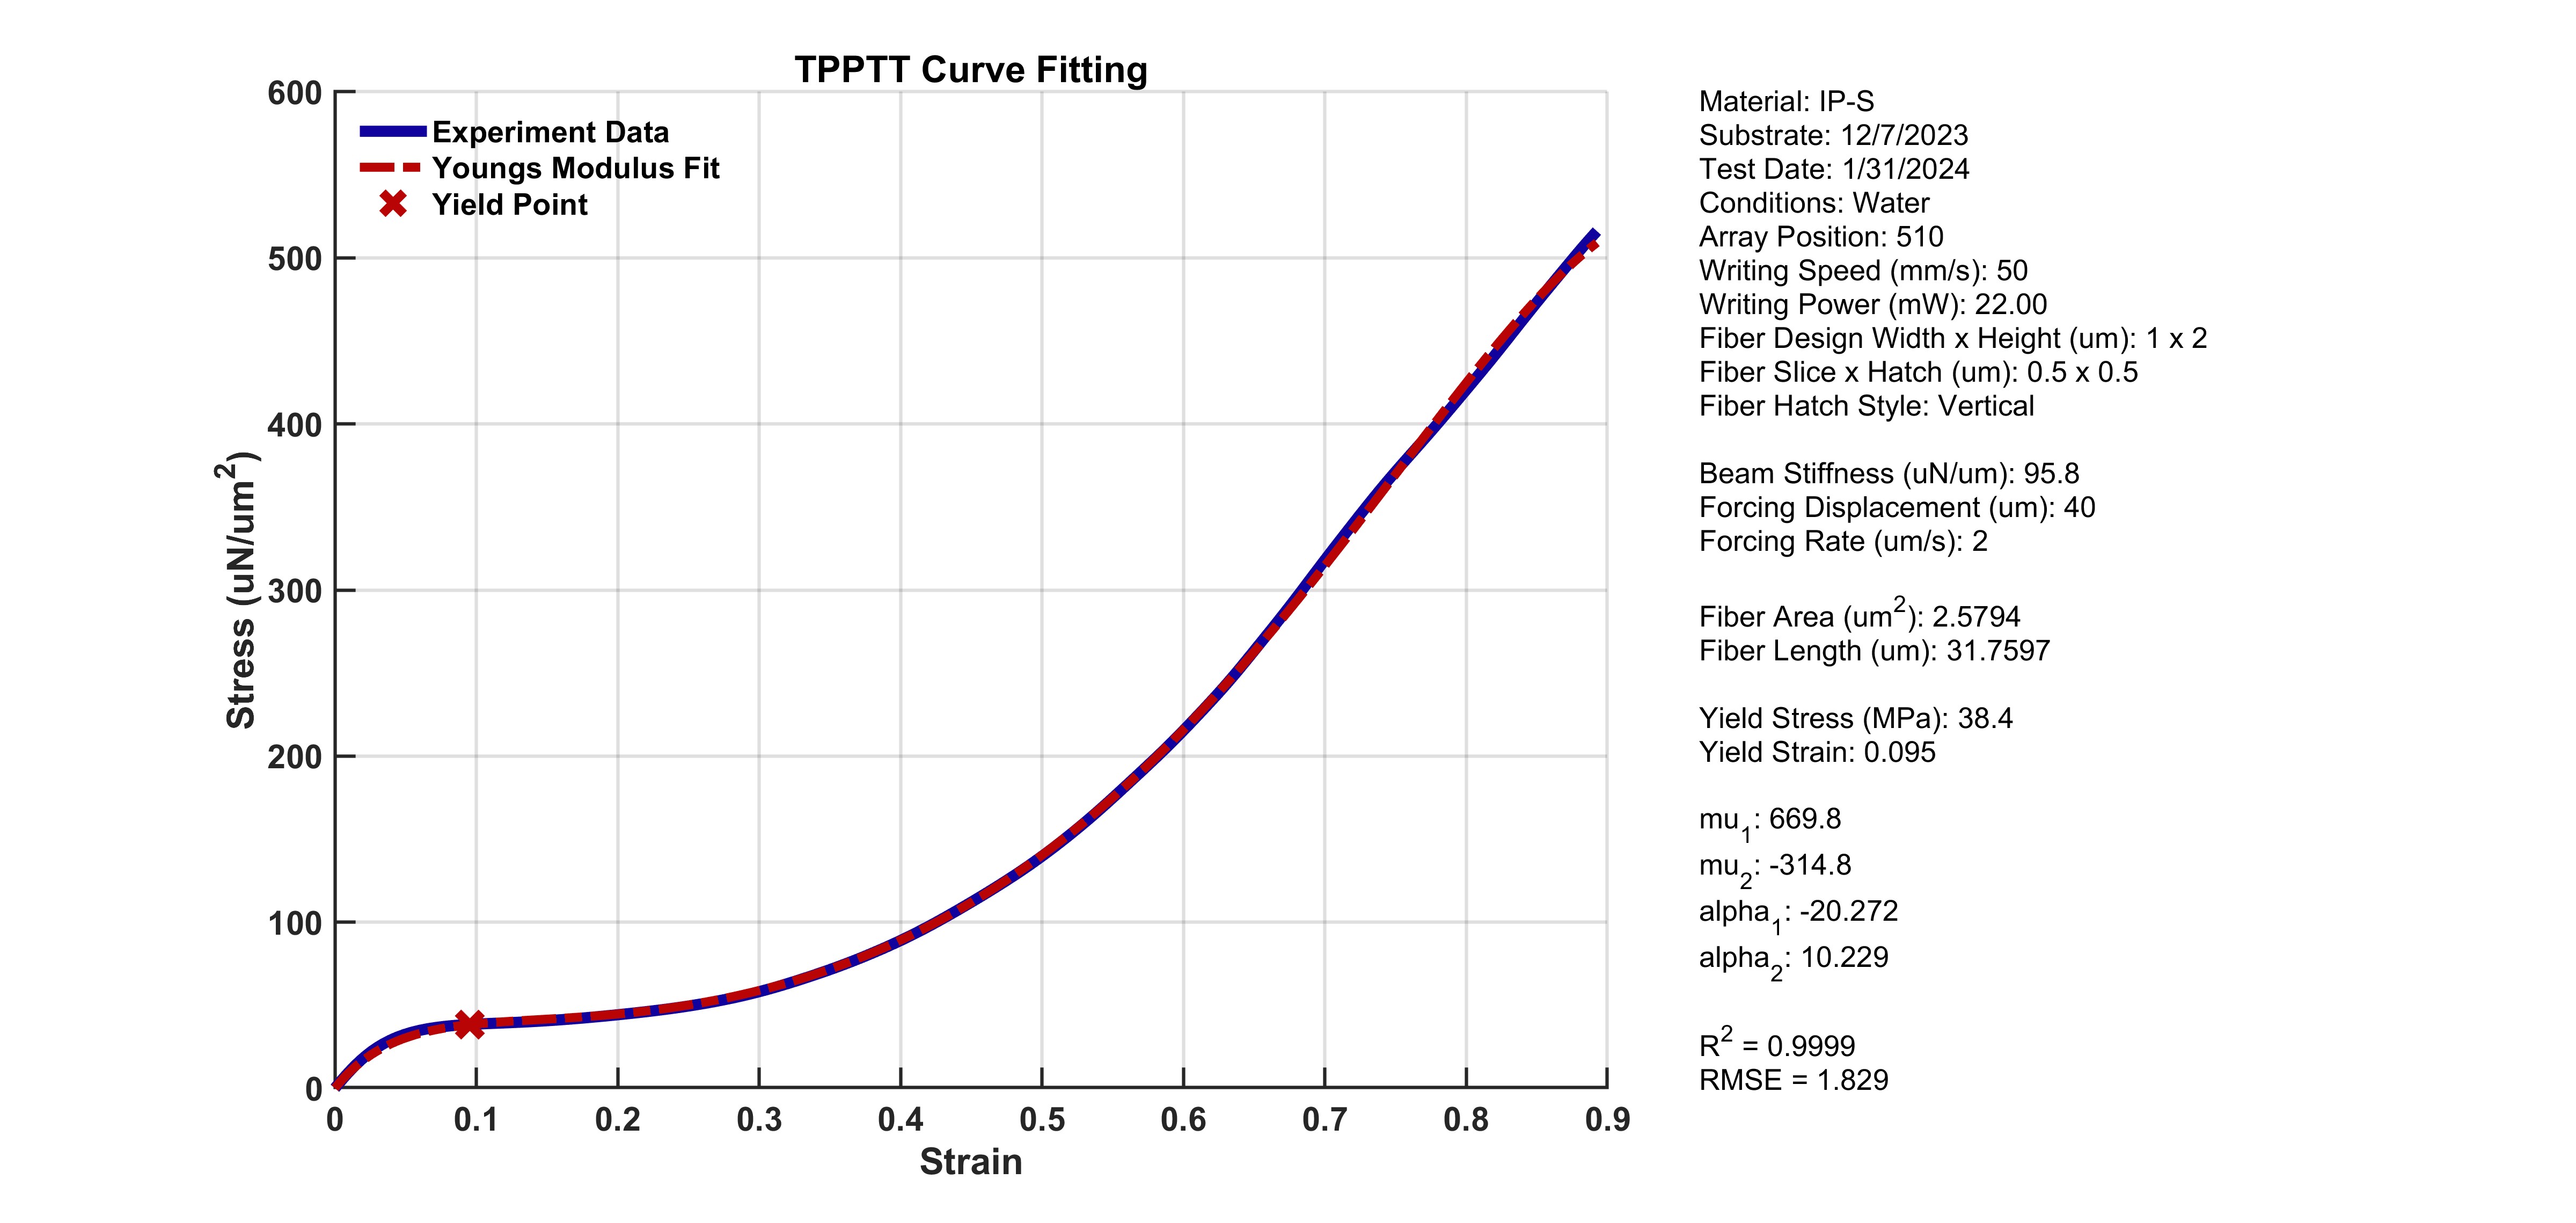 TPPTT Curve Fitting
600
500
400
300
200
100
0
Stress (uN/um²)
Experiment Data
Youngs Modulus Fit
Yield Point
0 0.1 0.2 0.3 0.4 0.5 0.6 0.7 0.8 0.9
Strain
Material: IP-S
Substrate: 12/7/2023
Test Date: 1/31/2024
Conditions: Water
Array Position: 510
Writing Speed (mm/s): 50
Writing Power (mW): 22.00
Fiber Design Width x Height (um): 1 x 2
Fiber Slice x Hatch (um): 0.5 x 0.5
Fiber Hatch Style: Vertical
Beam Stiffness (uN/um): 95.8
Forcing Displacement (um): 40
Forcing Rate (um/s): 2
Fiber Area (um²): 2.5794
Fiber Length (um): 31.7597
Yield Stress (MPa): 38.4
Yield Strain: 0.095
mu₁: 669.8
mu₂: -314.8
alpha₁: -20.272
alpha₂: 10.229
R² = 0.9999
RMSE = 1.829